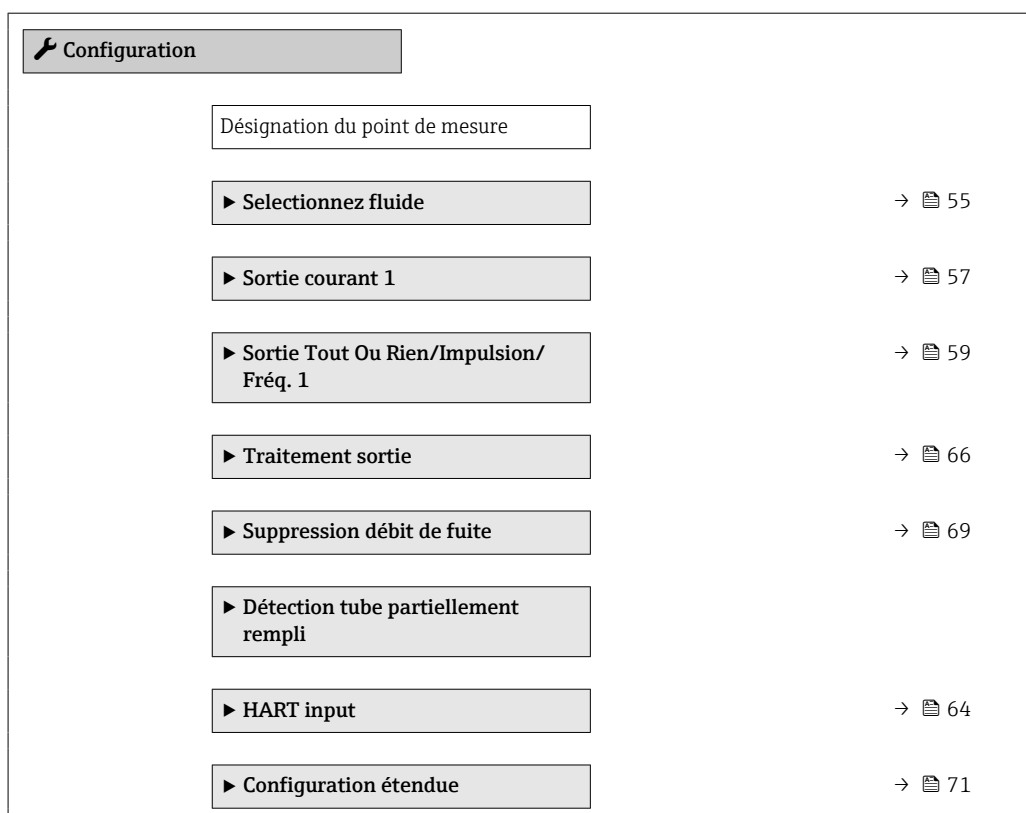 Configuration
Désignation du point de mesure
▶ Selectionnez fluide → 55
▶ Sortie courant 1 → 57
▶ Sortie Tout Ou Rien/Impulsion/ → 59
Fréq. 1
▶ Traitement sortie → 66
▶ Suppression débit de fuite → 69
▶ Détection tube partiellement
rempli
▶ HART input → 64
▶ Configuration étendue → 71